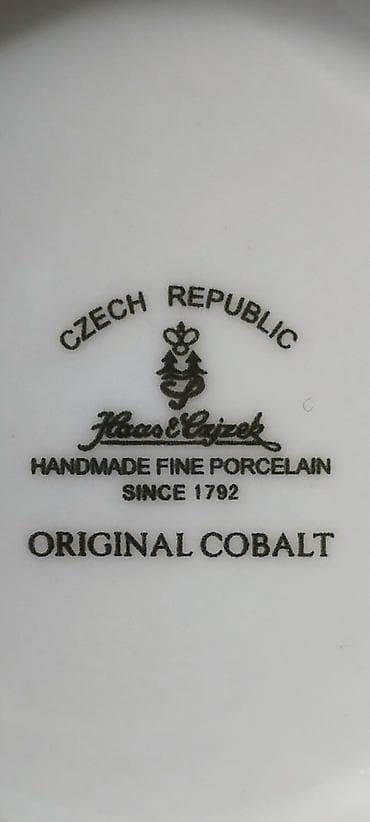 CZECH REPUBLIC
Haas & Czjzek
HANDMADE FINE PORCELAIN
SINCE 1792
ORIGINAL COBALT